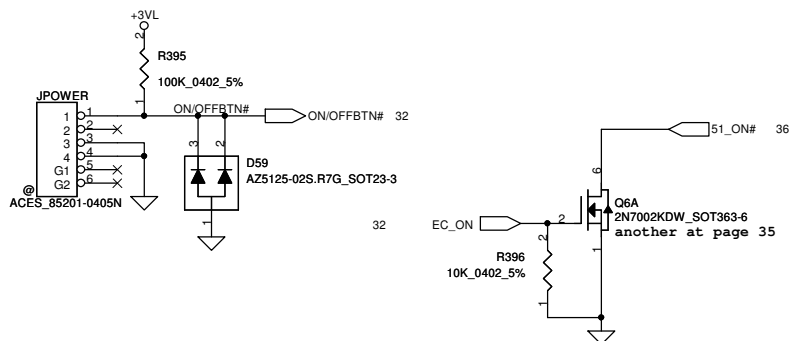 +3VL
2
R395
100K_0402_5%
1
JPOWER
1 1
2 2
3 3
4 4
G1 5
G2 6
@
ACES_85201-0405N
ON/OFFBTN#
ON/OFFBTN# 32
3
2
D59
AZ5125-02S.R7G_SOT23-3
1
32
51_ON# 36
6
Q6A
2N7002KDW_SOT363-6
another at page 35
EC_ON
2
2
1
R396
10K_0402_5%
1